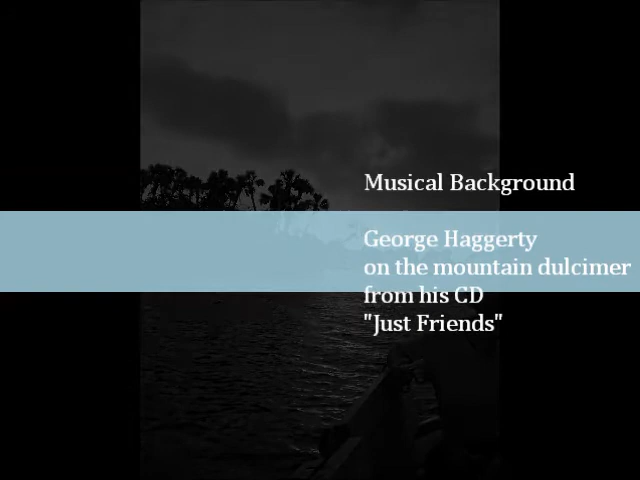 Musical Background
George Haggerty
on the mountain dulcimer
from his CD
"Just Friends"